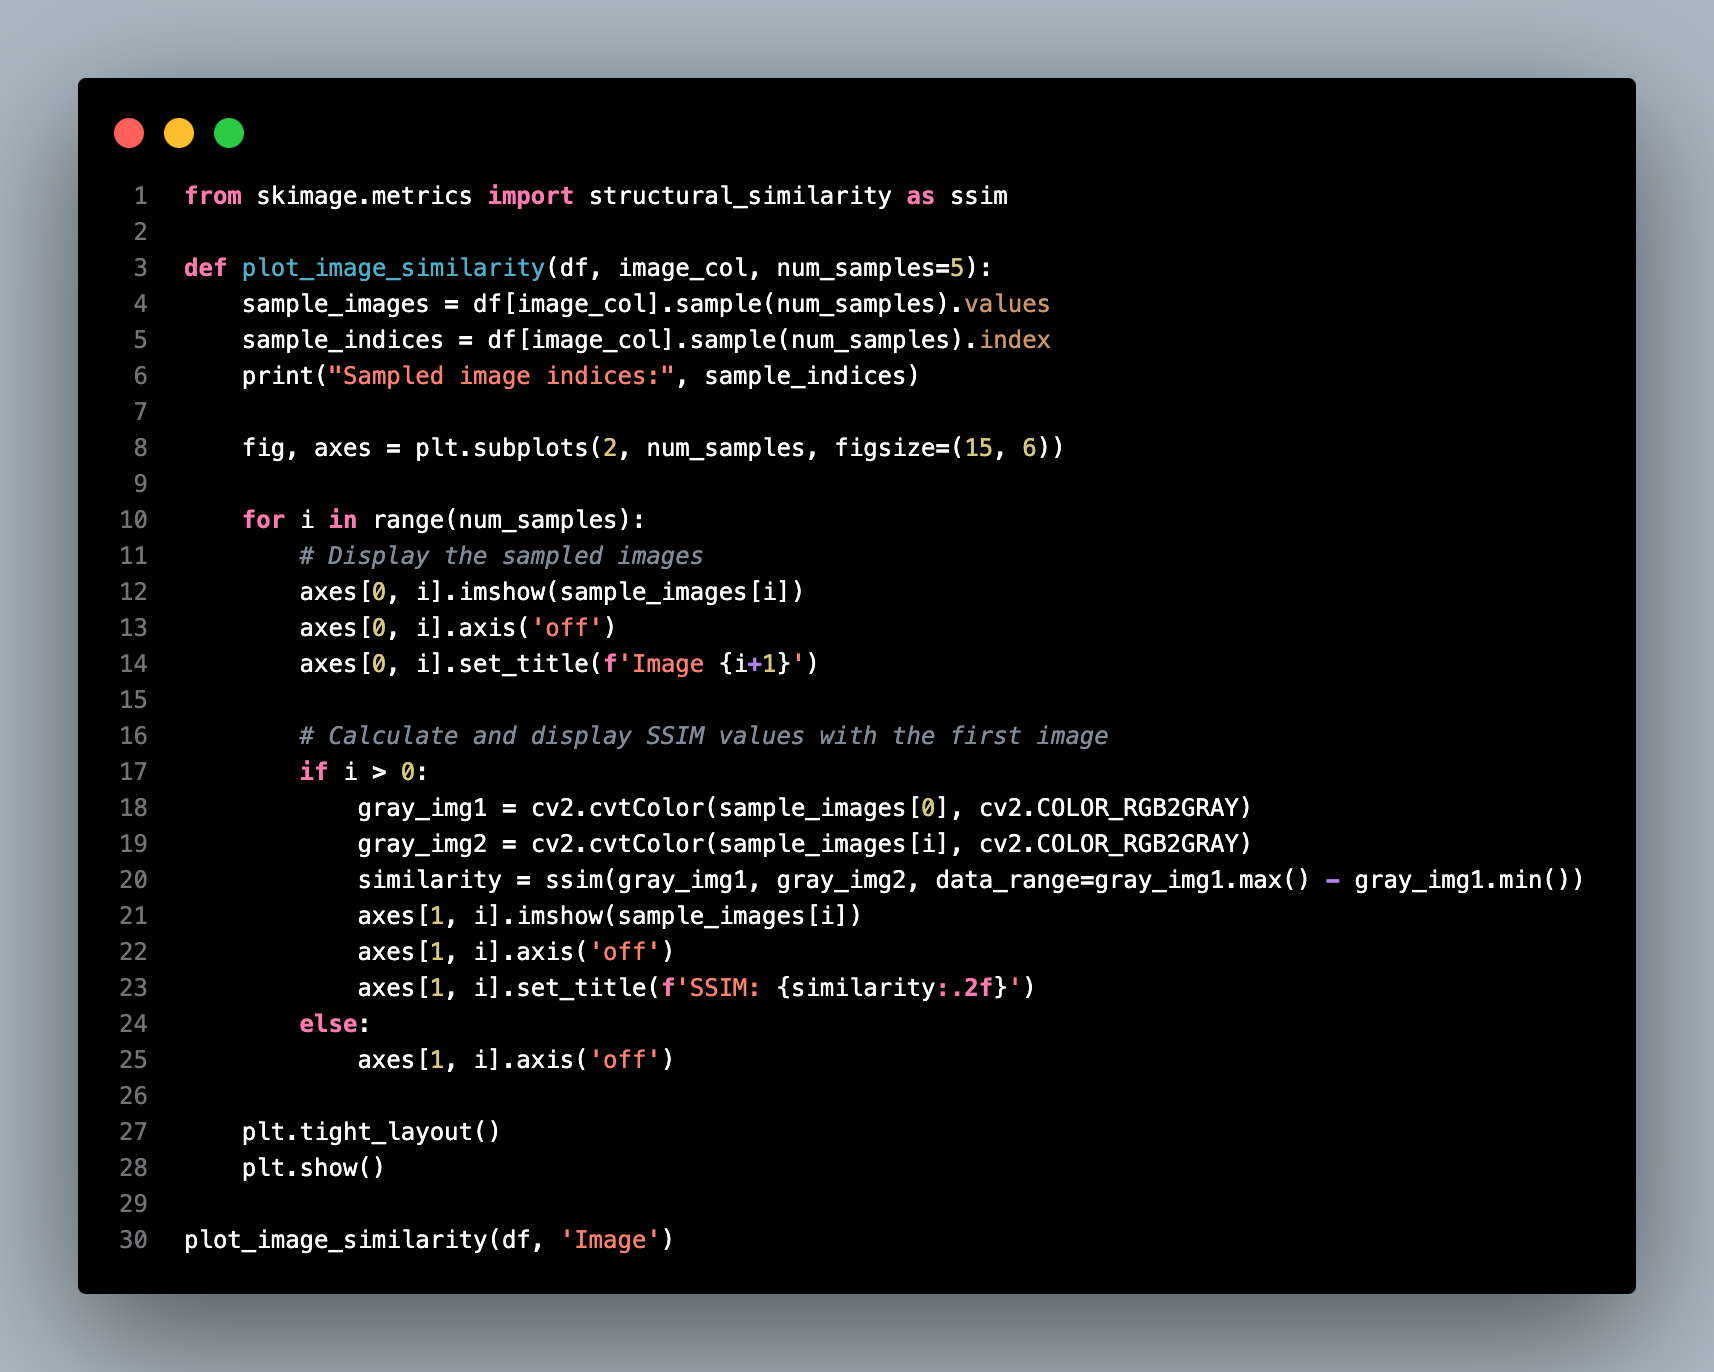 1 from skimage.metrics import structural_similarity as ssim
2
3 def plot_image_similarity(df, image_col, num_samples=5):
4     sample_images = df[image_col].sample(num_samples).values
5     sample_indices = df[image_col].sample(num_samples).index
6     print("Sampled image indices:", sample_indices)
7
8     fig, axes = plt.subplots(2, num_samples, figsize=(15, 6))
9
10     for i in range(num_samples):
11         # Display the sampled images
12         axes[0, i].imshow(sample_images[i])
13         axes[0, i].axis('off')
14         axes[0, i].set_title(f'Image {i+1}')
15
16         # Calculate and display SSIM values with the first image
17         if i > 0:
18             gray_img1 = cv2.cvtColor(sample_images[0], cv2.COLOR_RGB2GRAY)
19             gray_img2 = cv2.cvtColor(sample_images[i], cv2.COLOR_RGB2GRAY)
20             similarity = ssim(gray_img1, gray_img2, data_range=gray_img1.max() - gray_img1.min())
21             axes[1, i].imshow(sample_images[i])
22             axes[1, i].axis('off')
23             axes[1, i].set_title(f'SSIM: {similarity:.2f}')
24         else:
25             axes[1, i].axis('off')
26
27     plt.tight_layout()
28     plt.show()
29
30 plot_image_similarity(df, 'Image')